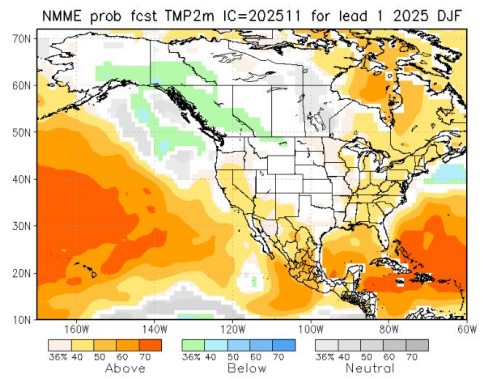 NMME prob fcst TMP2m IC=202511 for lead 1 2025 DJF
70N
60N
50N
40N
30N
20N
10N
160W 140W 120W 100W 80W 60W
36% 40 50 60 70 36% 40 50 60 70 36% 40 50 60 70
Above Below Neutral